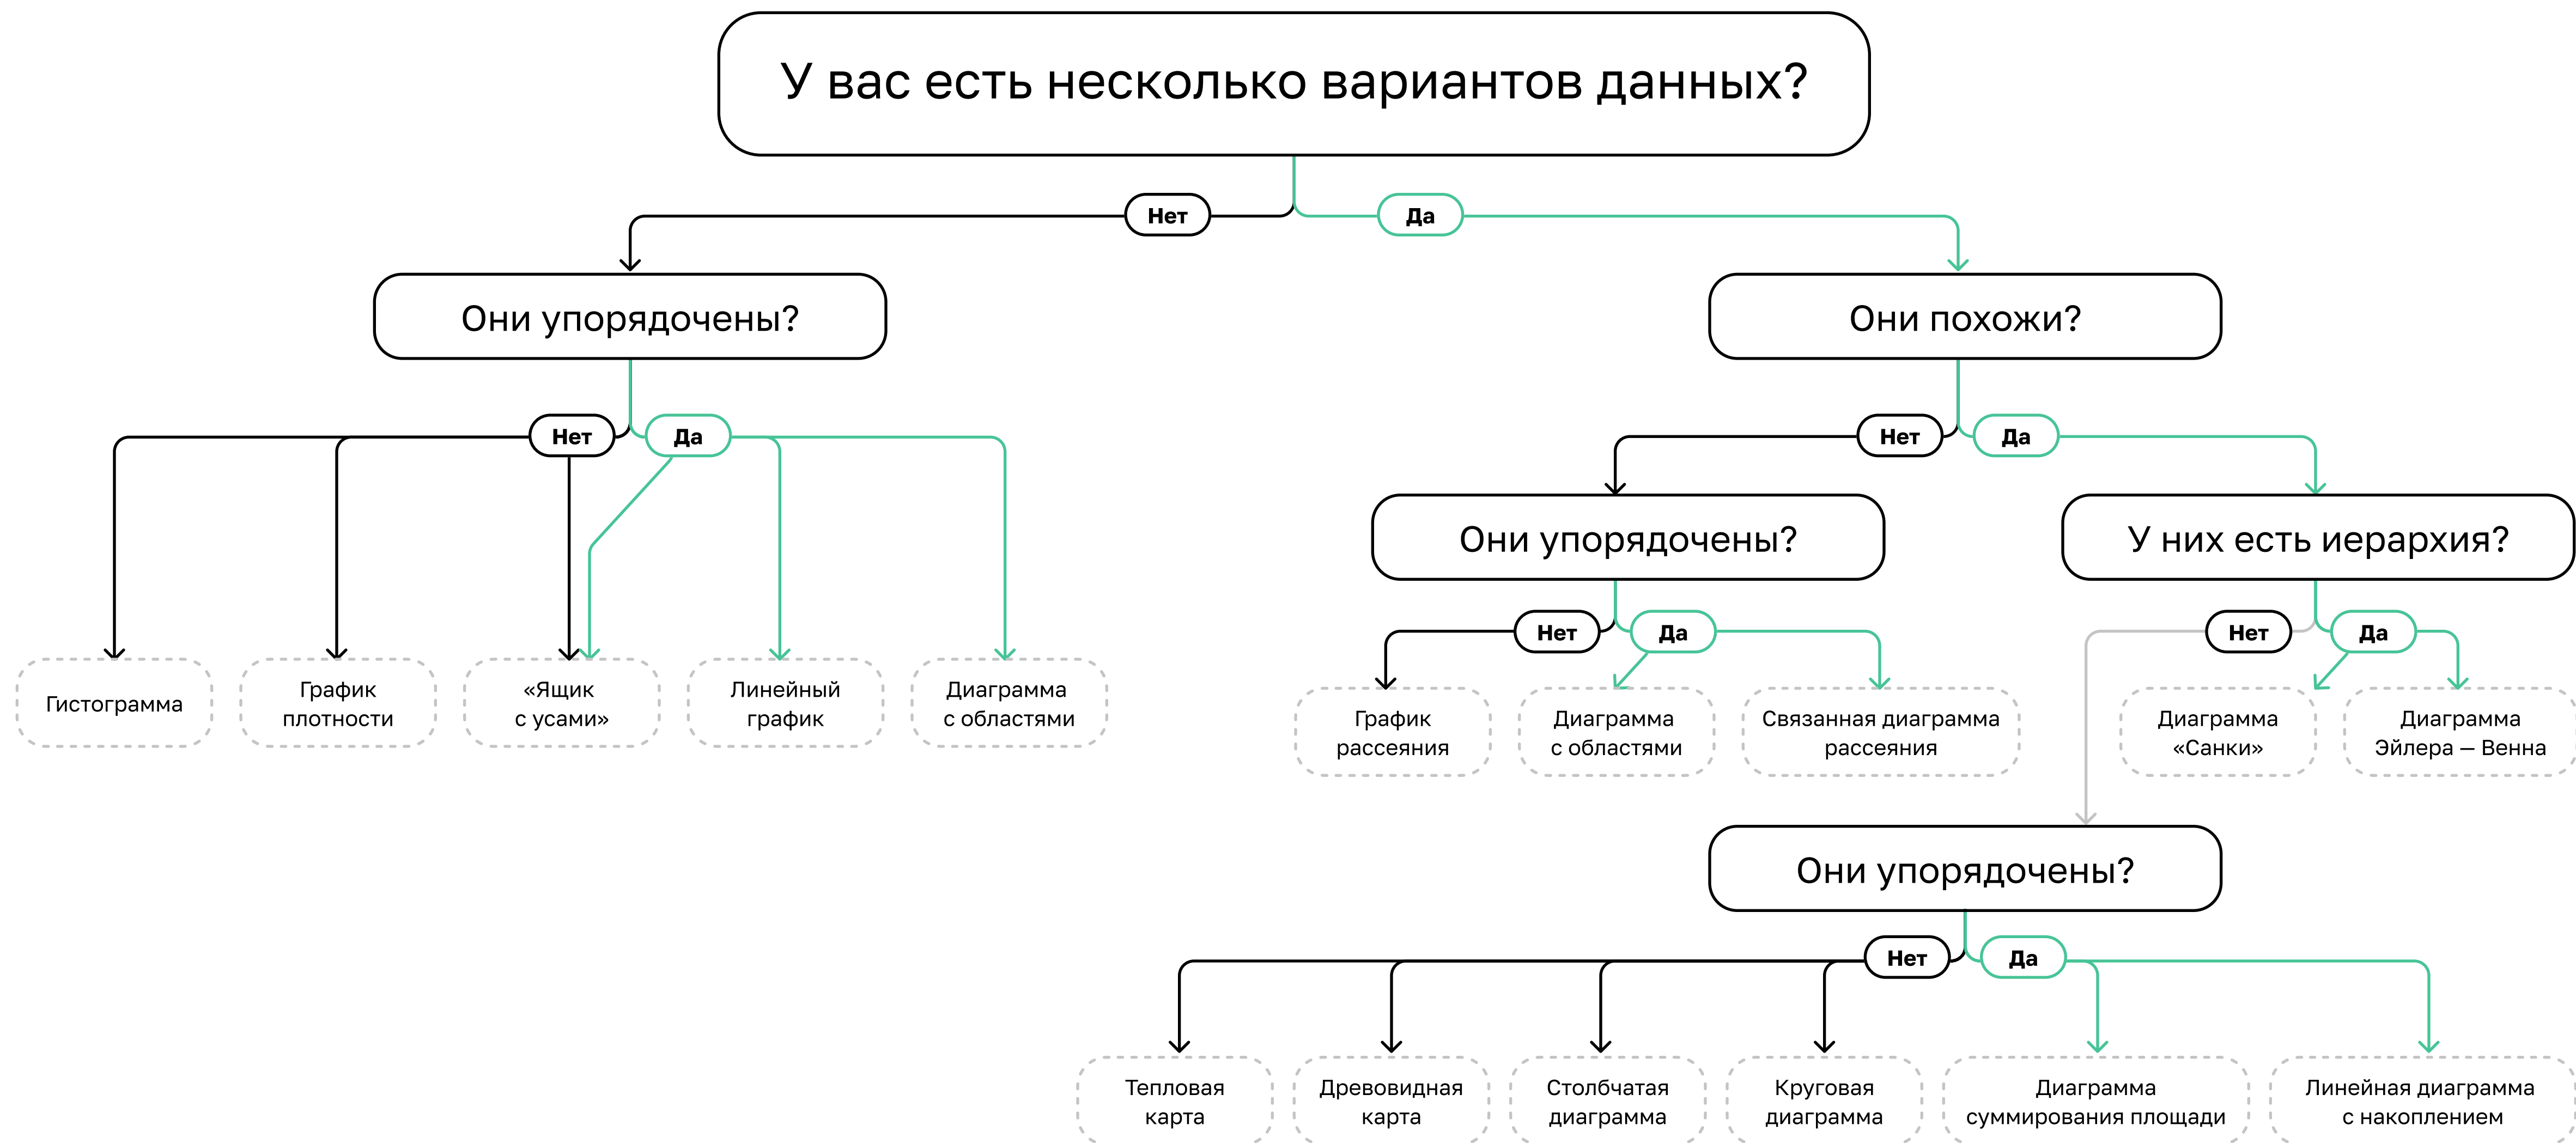 У вас есть несколько вариантов данных?
Нет
Да
Они упорядочены?
Они похожи?
Нет
Да
Нет
Да
Они упорядочены?
У них есть иерархия?
Нет
Да
Нет
Да
Гистограмма
График
плотности
«Ящик
с усами»
Линейный
график
Диаграмма
с областями
График
рассеяния
Диаграмма
с областями
Связанная диаграмма
рассеяния
Диаграмма
«Санки»
Диаграмма
Эйлера — Венна
Они упорядочены?
Нет
Да
Тепловая
карта
Древовидная
карта
Столбчатая
диаграмма
Круговая
диаграмма
Диаграмма
суммирования площади
Линейная диаграмма
с накоплением